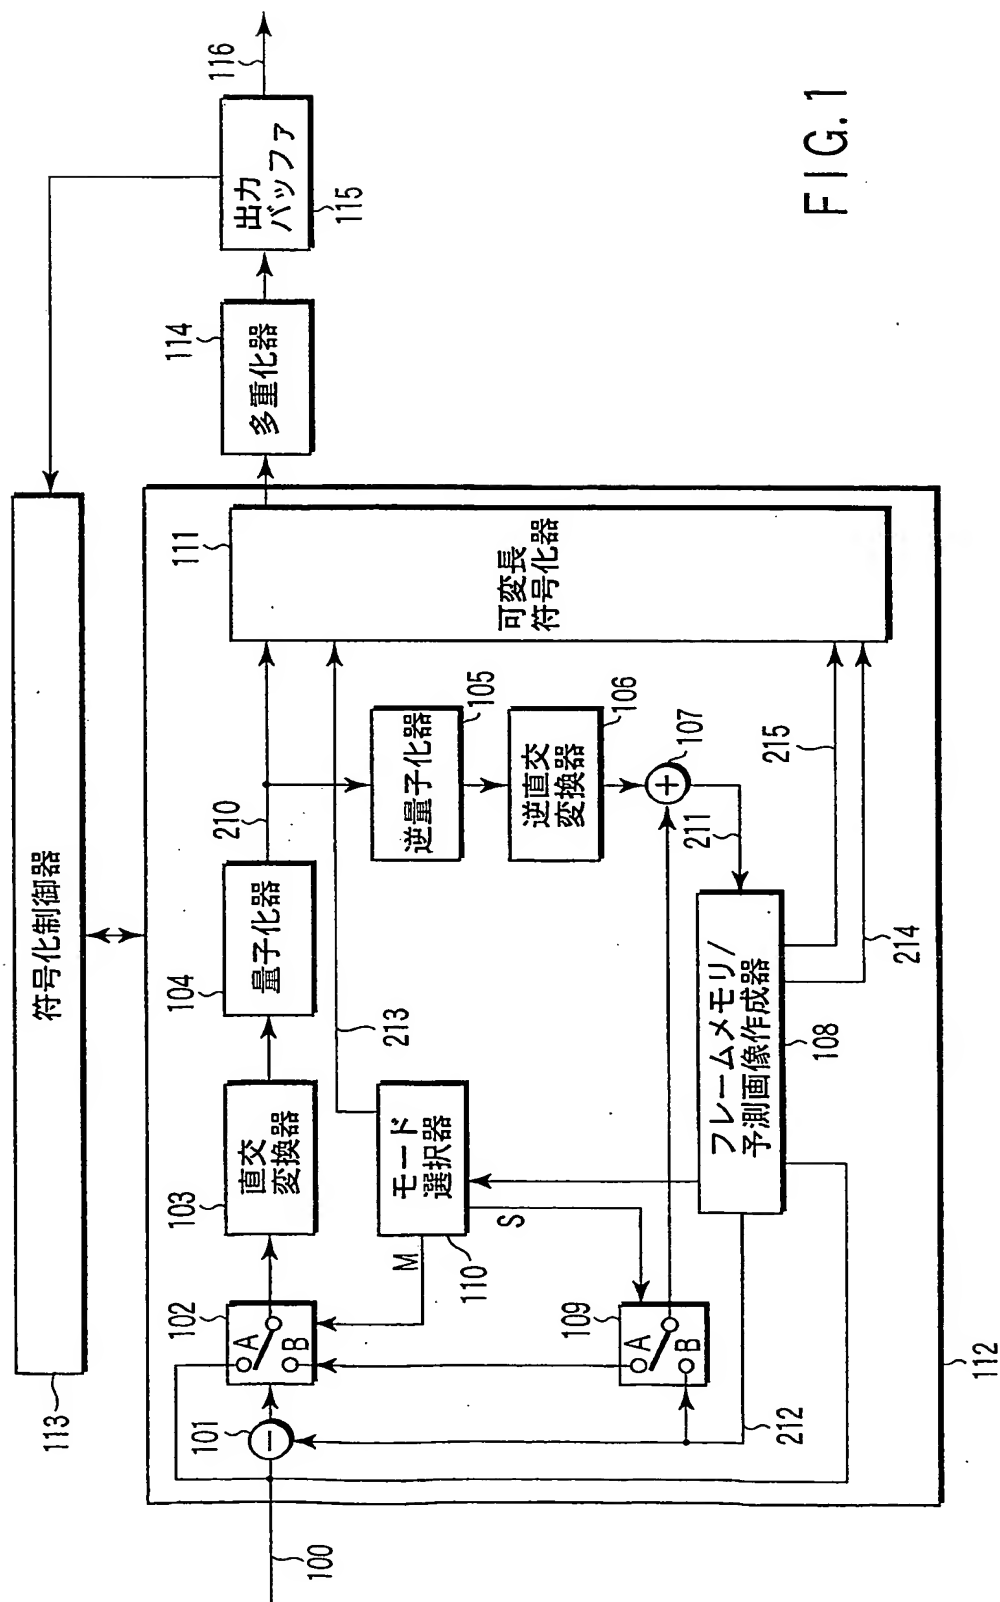 符号化制御器
113
116
出力
バッファ
115
114
多重化器
111
可変長
符号化器
210
104
量子化器
103
直交
変換器
102
A
B
101
100
逆量子化器
105
逆直交
変換器
106
107
211
213
モード
選択器
110
M
S
109
A
B
212
フレームメモリ/
予測画像作成器
108
215
214
112
FIG. 1